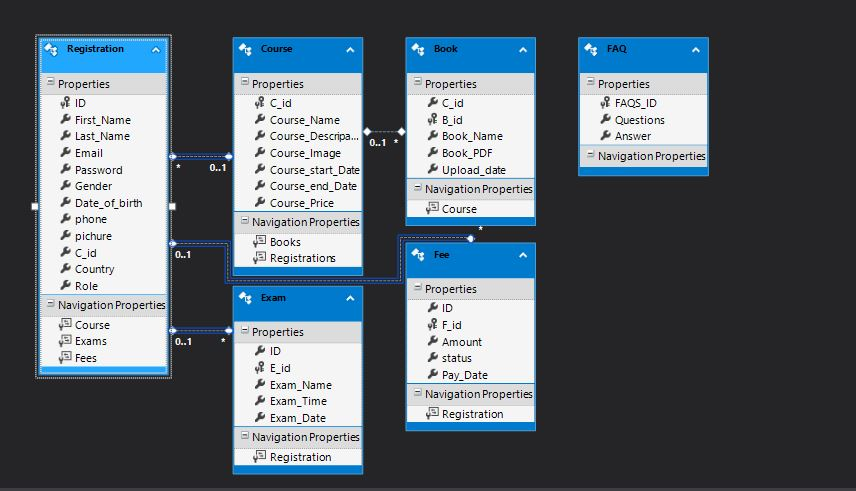 Registration
Properties
ID
First_Name
Last_Name
Email
Password
Gender
Date_of_birth
phone
pichure
C_id
Country
Role
Navigation Properties
Course
Exams
Fees
Course
Properties
C_id
Course_Name
Course_Descripa...
Course_Image
Course_start_Date
Course_end_Date
Course_Price
Navigation Properties
Books
Registrations
Book
Properties
C_id
B_id
Book_Name
Book_PDF
Upload_date
Navigation Properties
Course
FAQ
Properties
FAQS_ID
Questions
Answer
Navigation Properties
* 0..1
0..1 *
0..1
*
0..1 *
Exam
Properties
ID
E_id
Exam_Name
Exam_Time
Exam_Date
Navigation Properties
Registration
Fee
Properties
ID
F_id
Amount
status
Pay_Date
Navigation Properties
Registration